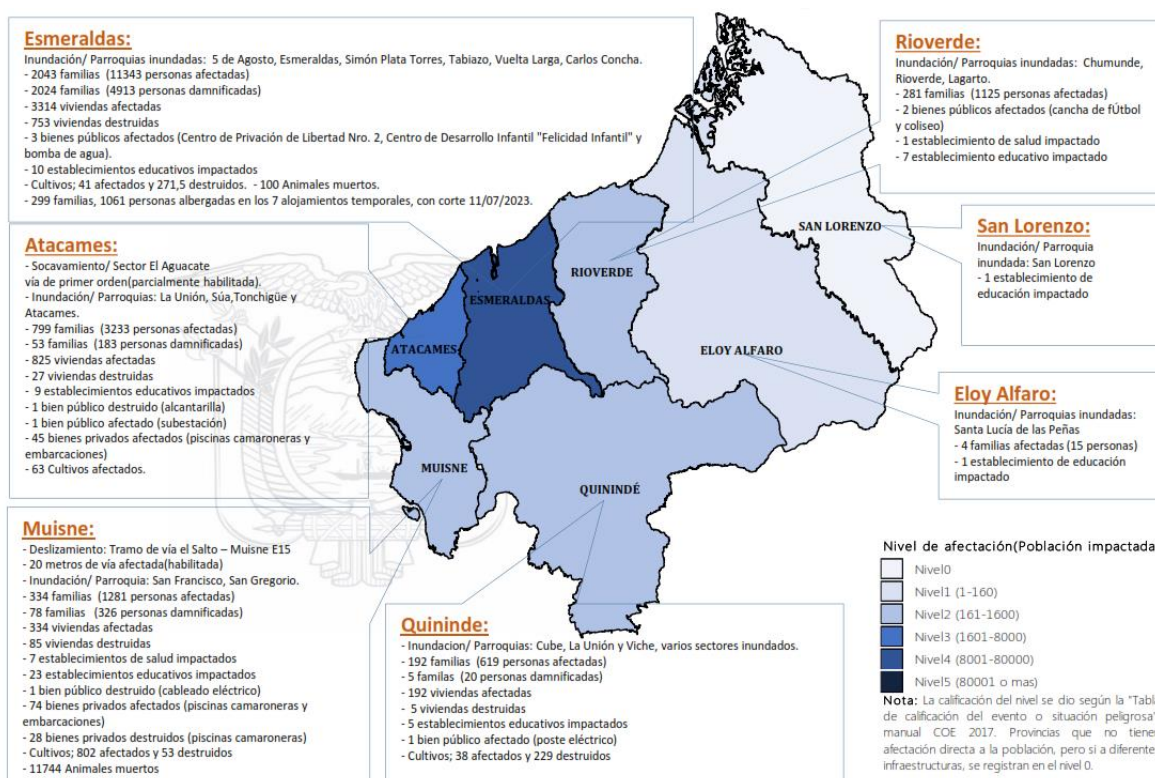 Esmeraldas:
Inundación/ Parroquias inundadas: 5 de Agosto, Esmeraldas, Simón Plata Torres, Tabiazo, Vuelta Larga, Carlos Concha.
- 2043 familias (11343 personas afectadas)
- 2024 familias (4913 personas damnificadas)
- 3314 viviendas afectadas
- 753 viviendas destruidas
- 3 bienes públicos afectados (Centro de Privación de Libertad Nro. 2, Centro de Desarrollo Infantil "Felicidad Infantil" y
bomba de agua).
- 10 establecimientos educativos impactados
- Cultivos; 41 afectados y 271,5 destruidos. - 100 Animales muertos.
- 299 familias, 1061 personas albergadas en los 7 alojamientos temporales, con corte 11/07/2023.
Rioverde:
Inundación/ Parroquias inundadas: Chumunde,
Rioverde, Lagarto.
- 281 familias (1125 personas afectadas)
- 2 bienes públicos afectados (cancha de fÚtbol
y coliseo)
- 1 establecimiento de salud impactado
- 7 establecimiento educativo impactado
Atacames:
- Socavamiento/ Sector El Aguacate
vía de primer orden(parcialmente habilitada).
- Inundación/ Parroquias: La Unión, Súa,Tonchigüe y
Atacames.
- 799 familias (3233 personas afectadas)
- 53 familias (183 personas damnificadas)
- 825 viviendas afectadas
- 27 viviendas destruidas
- 9 establecimientos educativos impactados
- 1 bien público destruido (alcantarilla)
- 1 bien público afectado (subestación)
- 45 bienes privados afectados (piscinas camaroneras y
embarcaciones)
- 63 Cultivos afectados.
San Lorenzo:
Inundación/ Parroquia
inundada: San Lorenzo
- 1 establecimiento de
educación impactado
SAN LORENZO
RIOVERDE
ESMERALDAS
ATACAMES
ELOY ALFARO
MUISNE
QUININDÉ
Eloy Alfaro:
Inundación/ Parroquias inundadas:
Santa Lucía de las Peñas
- 4 familias afectadas (15 personas)
- 1 establecimiento de educación
impactado
Muisne:
- Deslizamiento: Tramo de vía el Salto – Muisne E15
- 20 metros de vía afectada(habilitada)
- Inundación/ Parroquia: San Francisco, San Gregorio.
- 334 familias (1281 personas afectadas)
- 78 familias (326 personas damnificadas)
- 334 viviendas afectadas
- 85 viviendas destruidas
- 7 establecimientos de salud impactados
- 23 establecimientos educativos impactados
- 1 bien público destruido (cableado eléctrico)
- 74 bienes privados afectados (piscinas camaroneras y
embarcaciones)
- 28 bienes privados destruidos (piscinas camaroneras)
- Cultivos; 802 afectados y 53 destruidos
- 11744 Animales muertos
Quininde:
- Inundacion/ Parroquias: Cube, La Unión y Viche, varios sectores inundados.
- 192 familias (619 personas afectadas)
- 5 familas (20 personas damnificadas)
- 192 viviendas afectadas
- 5 viviendas destruidas
- 5 establecimientos educativos impactados
- 1 bien público afectado (poste eléctrico)
- Cultivos; 38 afectados y 229 destruidos
Nivel de afectación(Población impactada
Nivel0
Nivel1 (1-160)
Nivel2 (161-1600)
Nivel3 (1601-8000)
Nivel4 (8001-80000)
Nivel5 (80001 o mas)
Nota: La calificación del nivel se dio según la "Tabla
de calificación del evento o situación peligrosa"
manual COE 2017. Provincias que no tienen
afectación directa a la población, pero si a diferente
infraestructuras, se registran en el nivel 0.